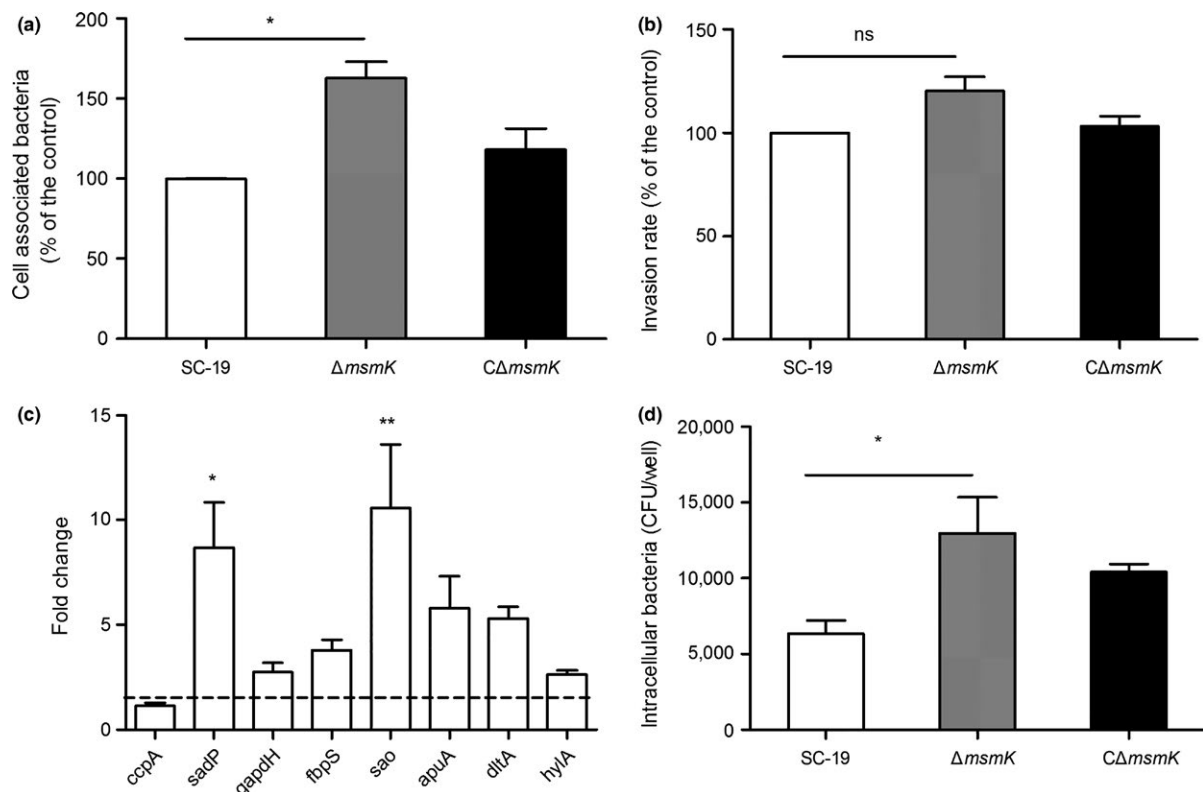 (a)
Cell associated bacteria
(% of the control)
200
150
100
50
0
*
SC-19
ΔmsmK
CΔmsmK
(b)
Invasion rate (% of the control)
150
100
50
0
ns
SC-19
ΔmsmK
CΔmsmK
(c)
Fold change
15
10
5
0
*
**
ccpA
sadP
gapdH
fbpS
sao
apuA
dltA
hylA
(d)
Intracellular bacteria (CFU/well)
20,000
15,000
10,000
5,000
0
*
SC-19
ΔmsmK
CΔmsmK